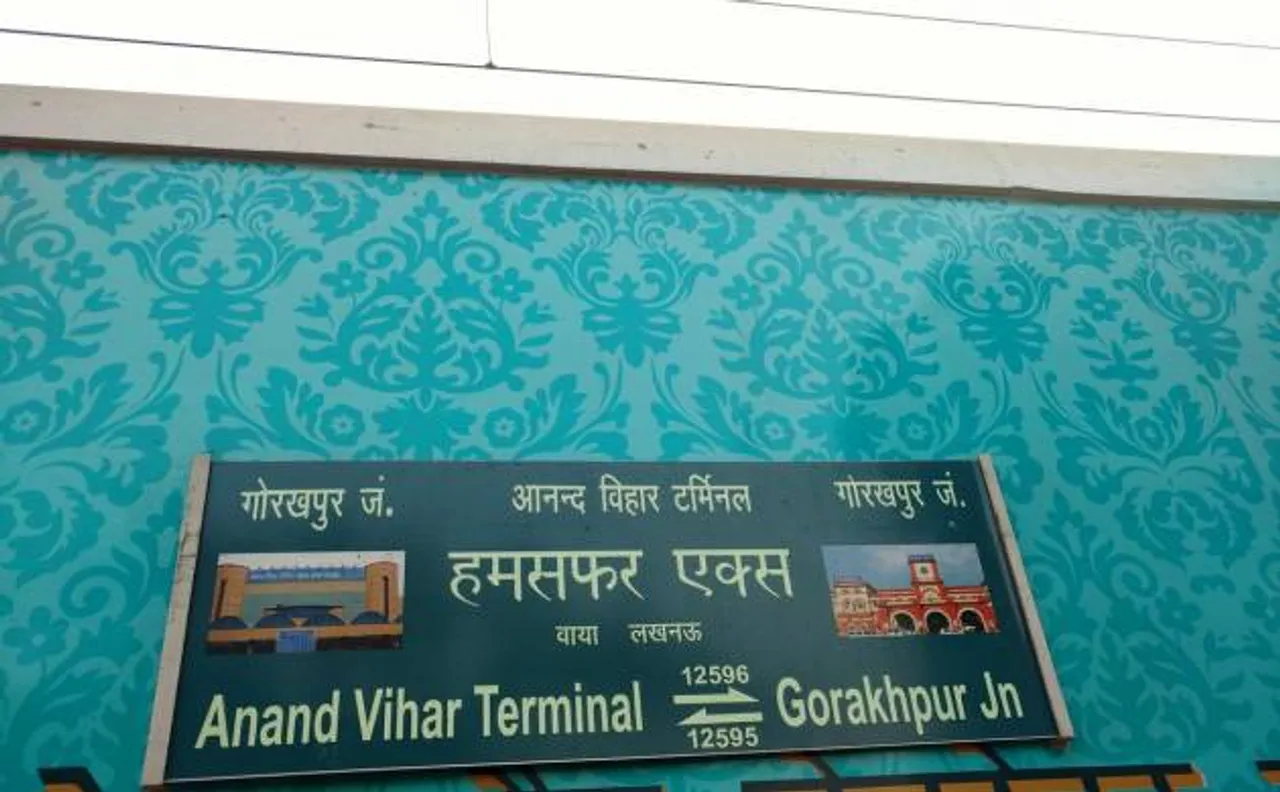 गोरखपुर जं. आनन्द विहार टर्मिनल गोरखपुर जं.
हमसफर एक्स
वाया लखनऊ
12596
Anand Vihar Terminal Gorakhpur Jn
12595